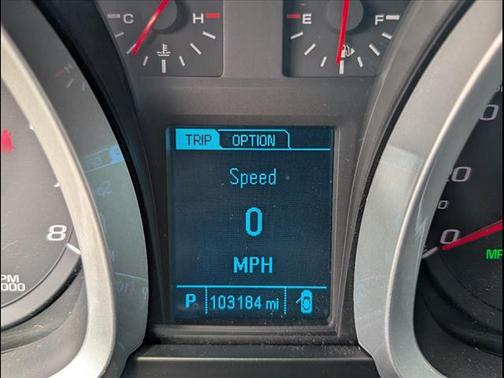 C H E F
TRIP OPTION
Speed
0
MPH
8
P 103184 mi